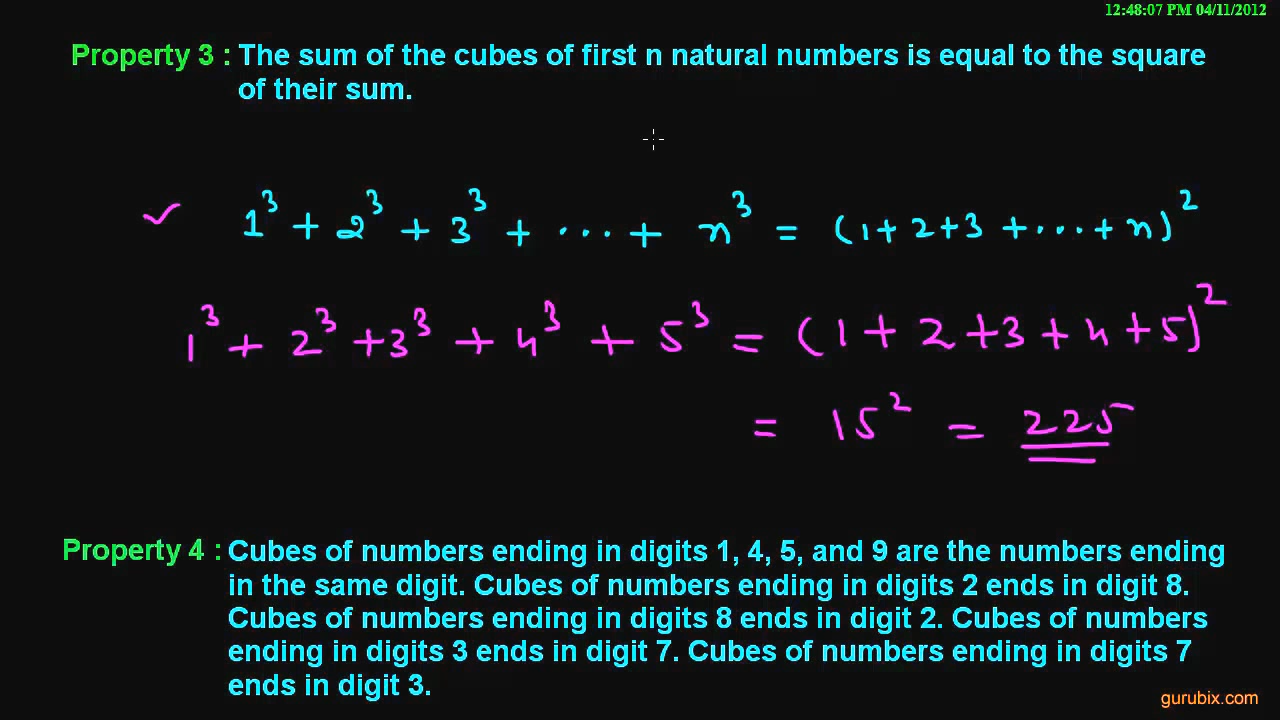 12:48:07 PM 04/11/2012
Property 3 : The sum of the cubes of first n natural numbers is equal to the square
of their sum.
✓ 1³ + 2³ + 3³ + ... + n³ = (1+2+3+...+n)²
1³ + 2³ +3³ + 4³ + 5³ = (1+2+3+4+5)²
= 15² = 225
Property 4 : Cubes of numbers ending in digits 1, 4, 5, and 9 are the numbers ending
in the same digit. Cubes of numbers ending in digits 2 ends in digit 8.
Cubes of numbers ending in digits 8 ends in digit 2. Cubes of numbers
ending in digits 3 ends in digit 7. Cubes of numbers ending in digits 7
ends in digit 3.
gurubix.com